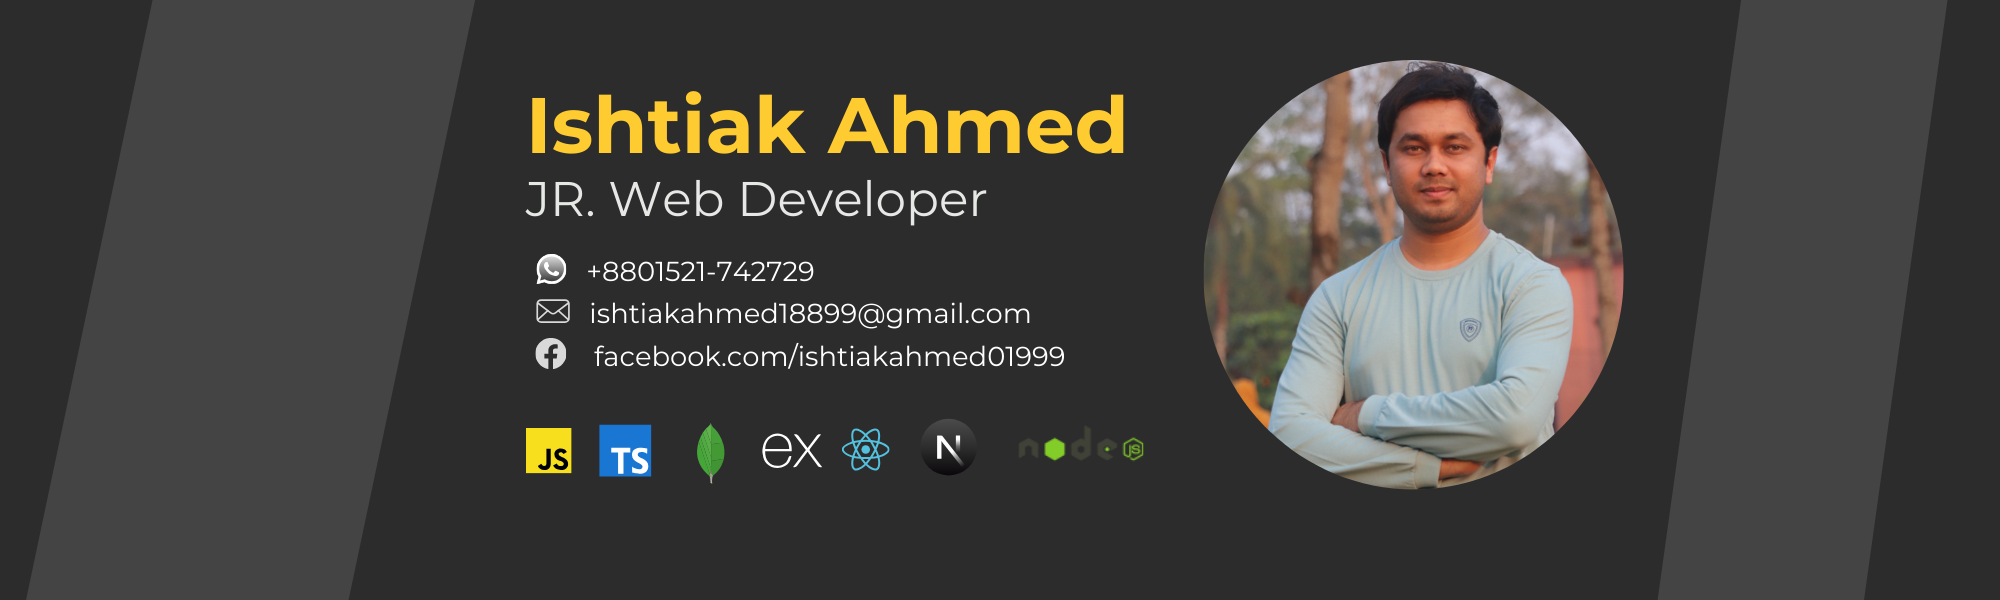 Ishtiak Ahmed
JR. Web Developer
+8801521-742729
ishtiakahmed18899@gmail.com
facebook.com/ishtiakahmed01999
JS TS ex N node JS